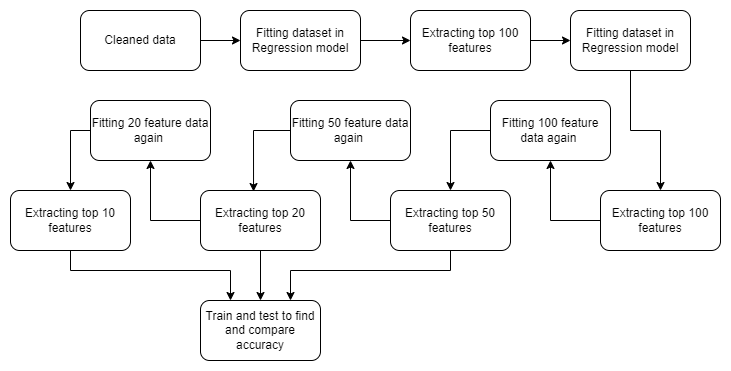 Cleaned data
Fitting dataset in
Regression model
Extracting top 100
features
Fitting dataset in
Regression model
Fitting 20 feature data
again
Fitting 50 feature data
again
Fitting 100 feature
data again
Extracting top 10
features
Extracting top 20
features
Extracting top 50
features
Extracting top 100
features
Train and test to find
and compare
accuracy